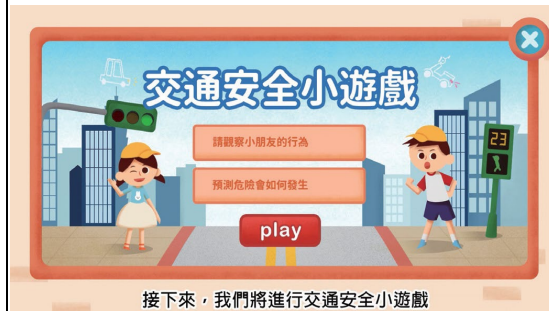 交通安全小遊戲
請觀察小朋友的行為
預測危險會如何發生
23
play
接下來，我們將進行交通安全小遊戲